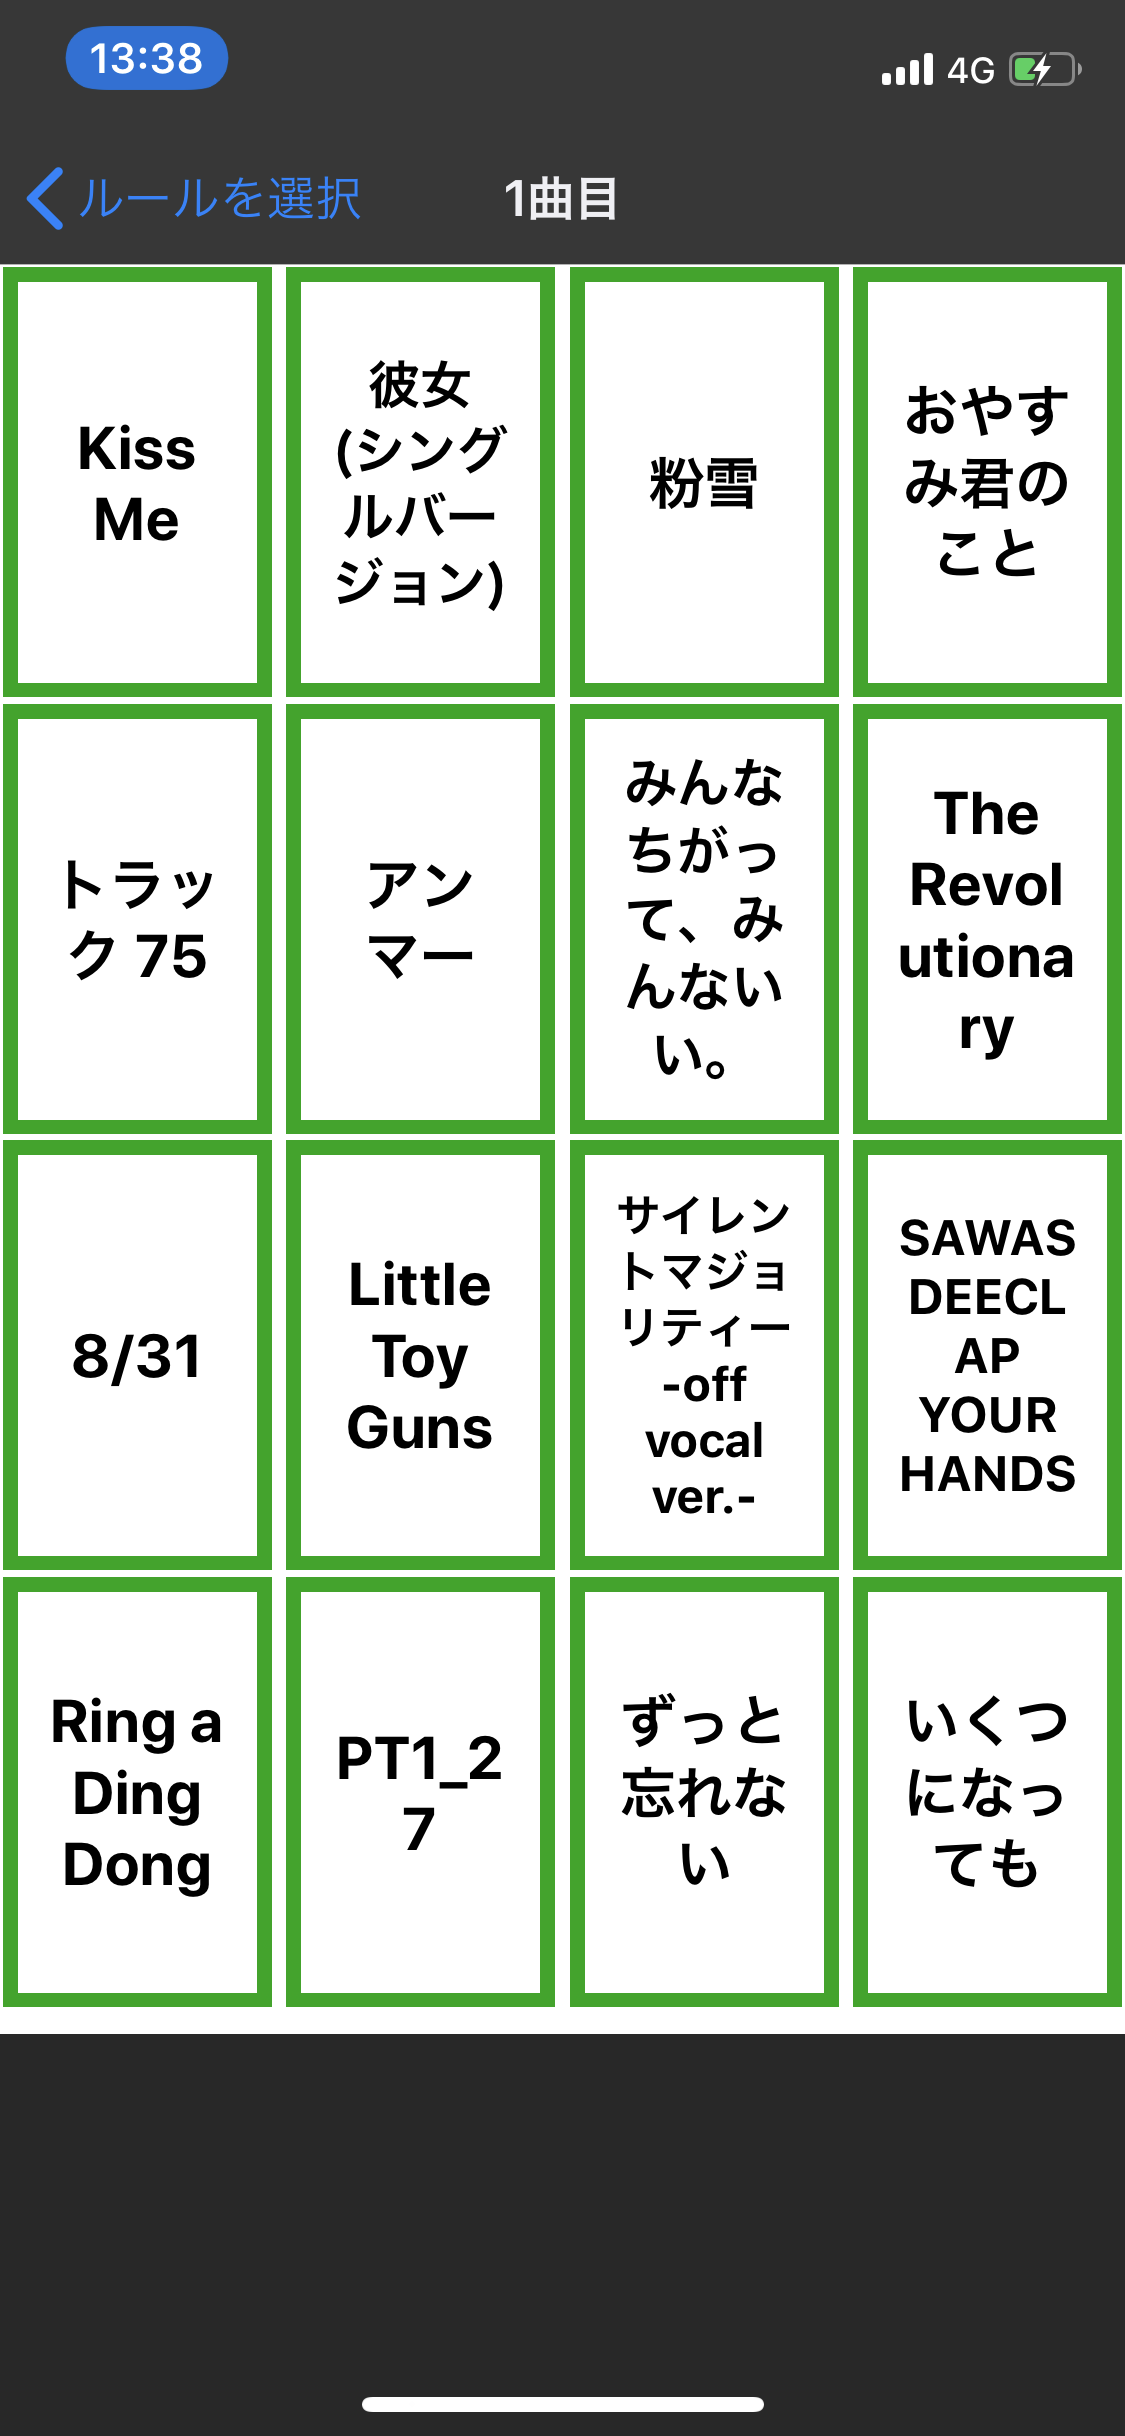 13:38
4G
ルールを選択
1曲目
Kiss
Me
彼女
(シング
ルバー
ジョン)
粉雪
おやす
み君の
こと
トラッ
ク 75
アン
マー
みんな
ちがっ
て、み
んない
い。
The
Revol
utiona
ry
8/31
Little
Toy
Guns
サイレン
トマジョ
リティー
-off
vocal
ver.-
SAWAS
DEECL
AP
YOUR
HANDS
Ring a
Ding
Dong
PT1_2
7
ずっと
忘れな
い
いくつ
になっ
ても